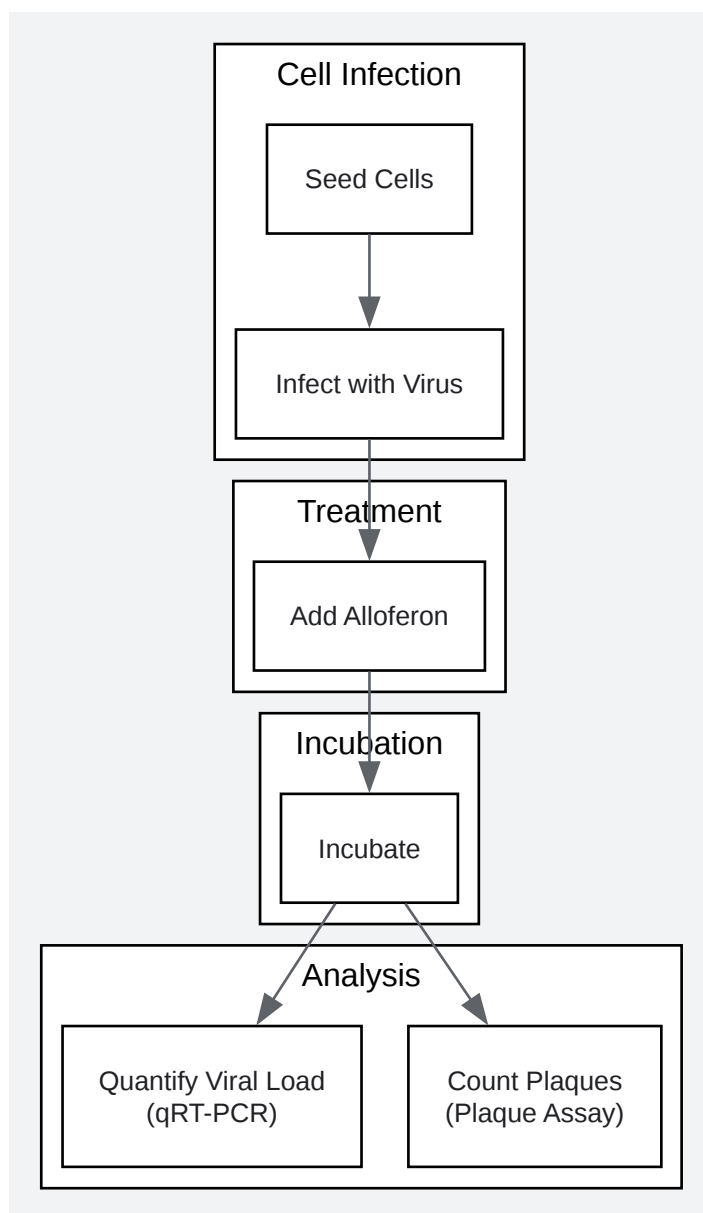 Cell Infection
Seed Cells
Infect with Virus
Treatment
Add Alloferon
Incubation
Incubate
Analysis
Quantify Viral Load
(qRT-PCR)
Count Plaques
(Plaque Assay)